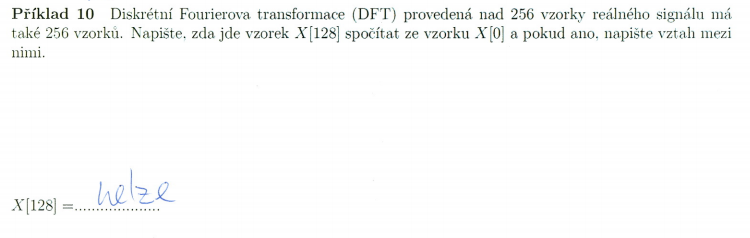 Příklad 10 Diskrétní Fourierova transformace (DFT) provedená nad 256 vzorky reálného signálu má
také 256 vzorků. Napište, zda jde vzorek X[128] spočítat ze vzorku X[0] a pokud ano, napište vztah mezi
nimi.
X[128] =.....................nelze